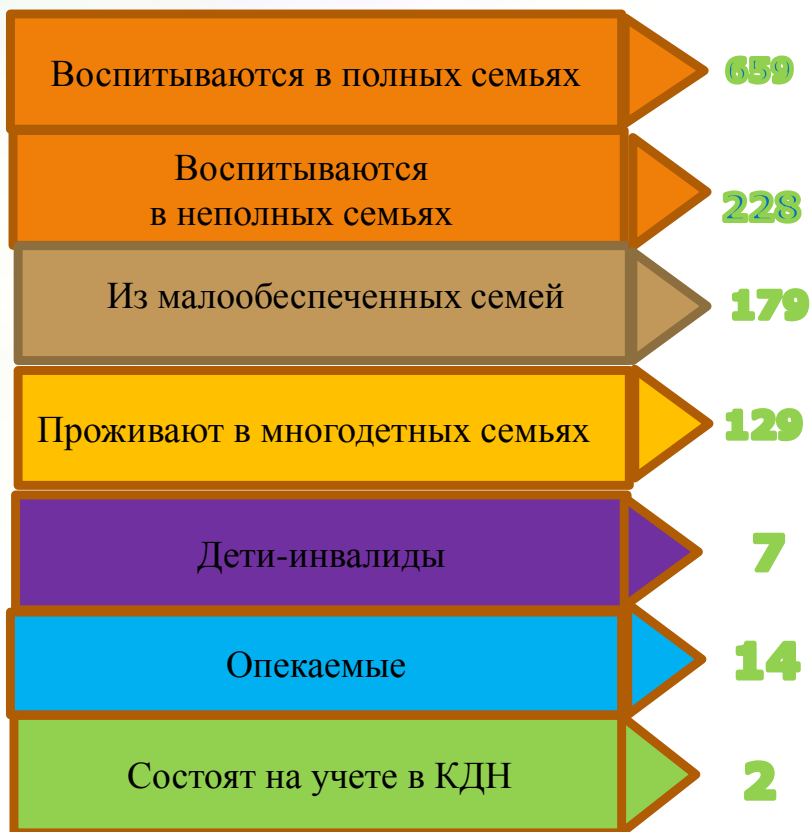 Воспитываются в полных семьях 659
Воспитываются
в неполных семьях 228
Из малообеспеченных семей 179
Проживают в многодетных семьях 129
Дети-инвалиды 7
Опекаемые 14
Состоят на учете в КДН 2